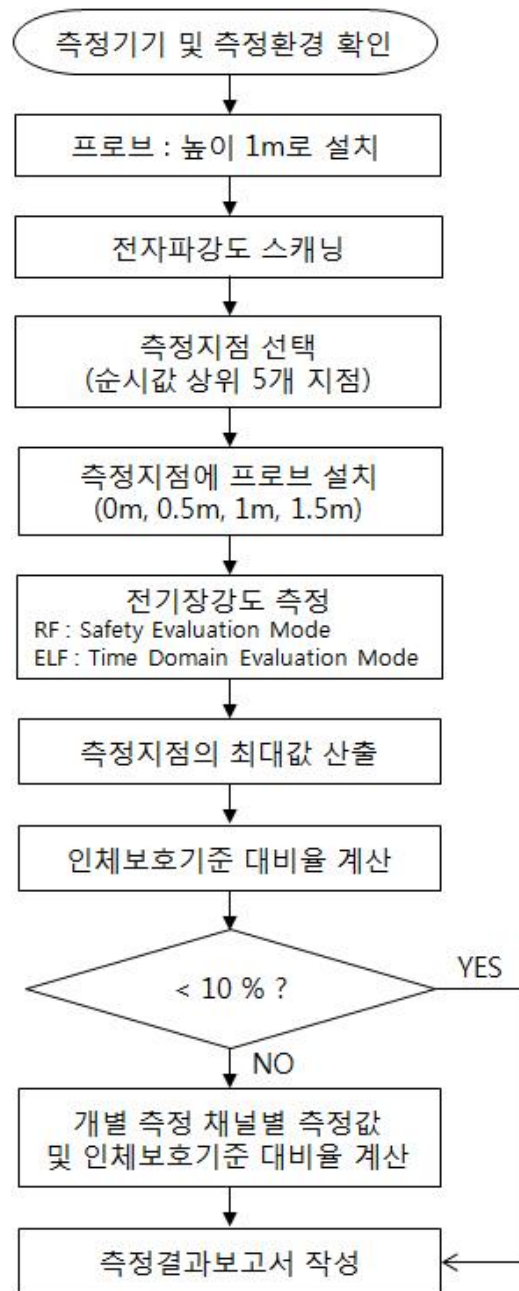 측정기기 및 측정환경 확인
프로브 : 높이 1m로 설치
전자파강도 스캐닝
측정지점 선택
(순시값 상위 5개 지점)
측정지점에 프로브 설치
(0m, 0.5m, 1m, 1.5m)
전기장강도 측정
RF : Safety Evaluation Mode
ELF : Time Domain Evaluation Mode
측정지점의 최대값 산출
인체보호기준 대비율 계산
< 10 % ?
YES
NO
개별 측정 채널별 측정값
및 인체보호기준 대비율 계산
측정결과보고서 작성